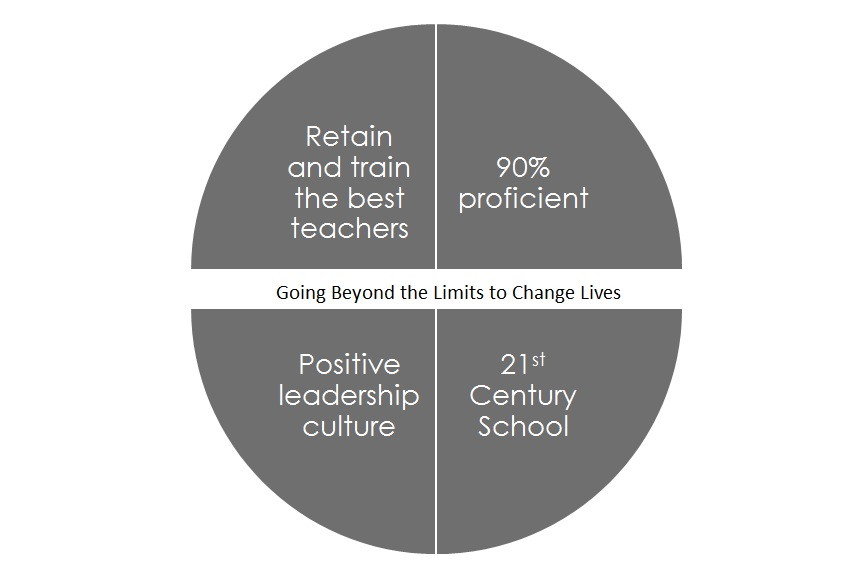 Retain
and train
the best
teachers
90%
proficient
Going Beyond the Limits to Change Lives
Positive
leadership
culture
21st
Century
School